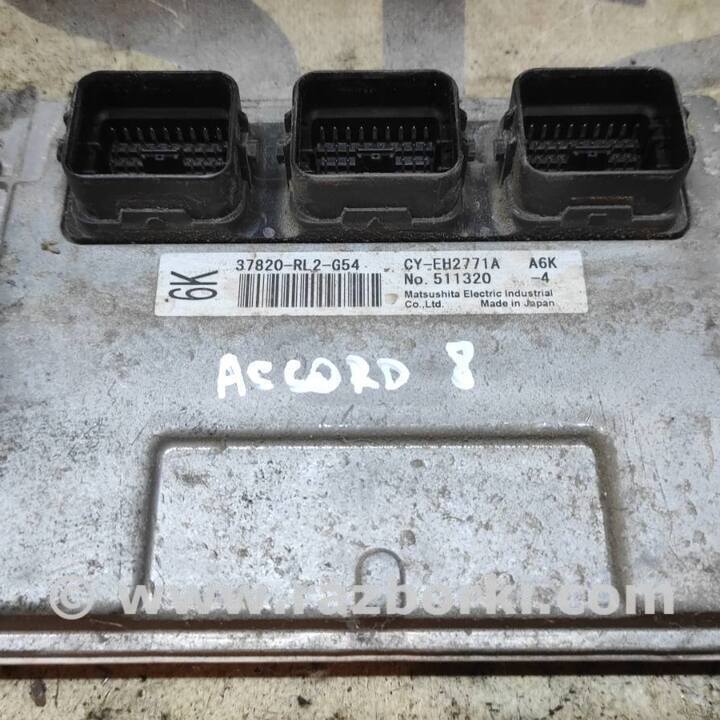 6K
37820-RL2-G54 CY-EH2771A A6K
No. 511320 -4
Matsushita Electric Industrial
Co.,Ltd. Made in Japan
ACCORD 8
© www.razborki.com